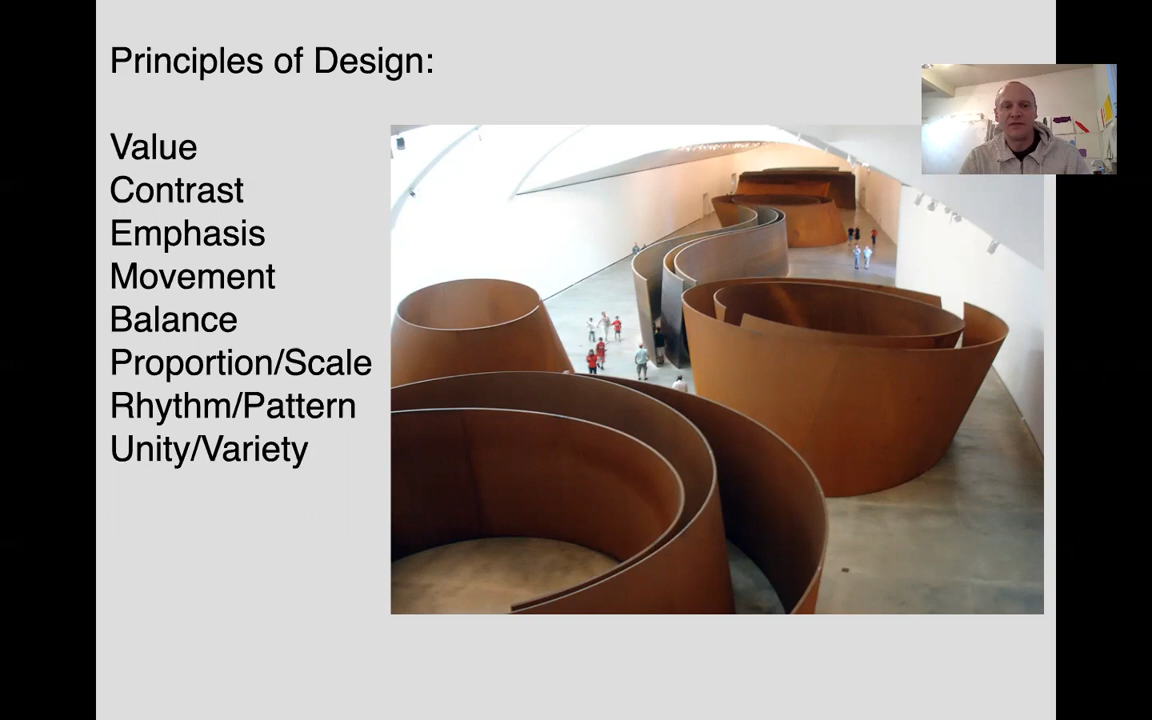 Principles of Design:
Value
Contrast
Emphasis
Movement
Balance
Proportion/Scale
Rhythm/Pattern
Unity/Variety